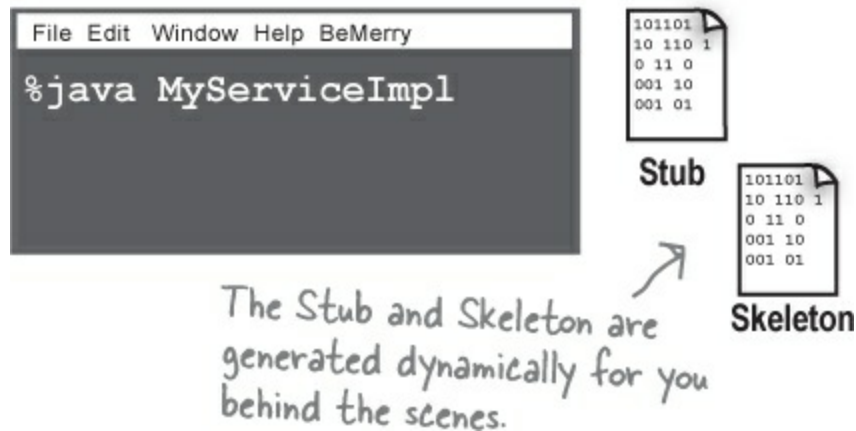 File Edit Window Help BeMerry
%java MyServiceImpl
101101
10 110 1
0 11 0
001 10
001 01
Stub
101101
10 110 1
0 11 0
001 10
001 01
Skeleton
The Stub and Skeleton are
generated dynamically for you
behind the scenes.